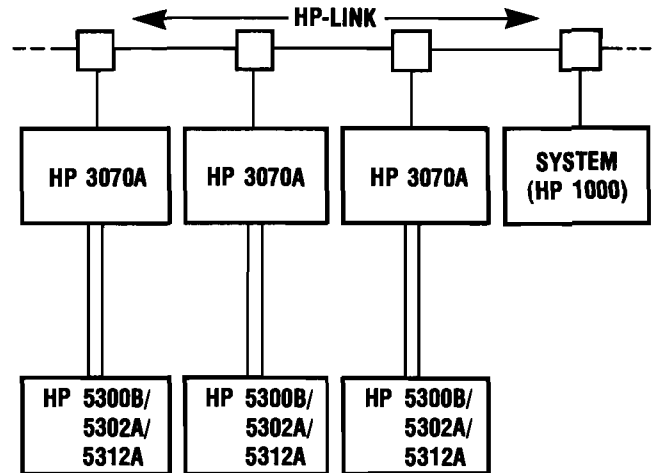 HP-LINK
HP 3070A
HP 3070A
HP 3070A
SYSTEM
(HP 1000)
HP 5300B/
5302A/
5312A
HP 5300B/
5302A/
5312A
HP 5300B/
5302A/
5312A